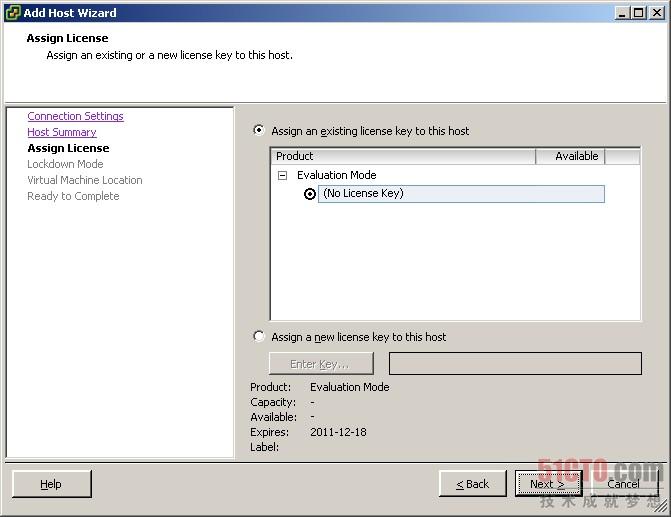 Add Host Wizard
Assign License
Assign an existing or a new license key to this host.
Connection Settings
Host Summary
Assign License
Lockdown Mode
Virtual Machine Location
Ready to Complete
Assign an existing license key to this host
Product Available
Evaluation Mode
(No License Key)
Assign a new license key to this host
Enter Key...
Product: Evaluation Mode
Capacity: -
Available: -
Expires: 2011-12-18
Label:
Help
< Back
Next >
Cancel
51CTO.com
技术成就梦想